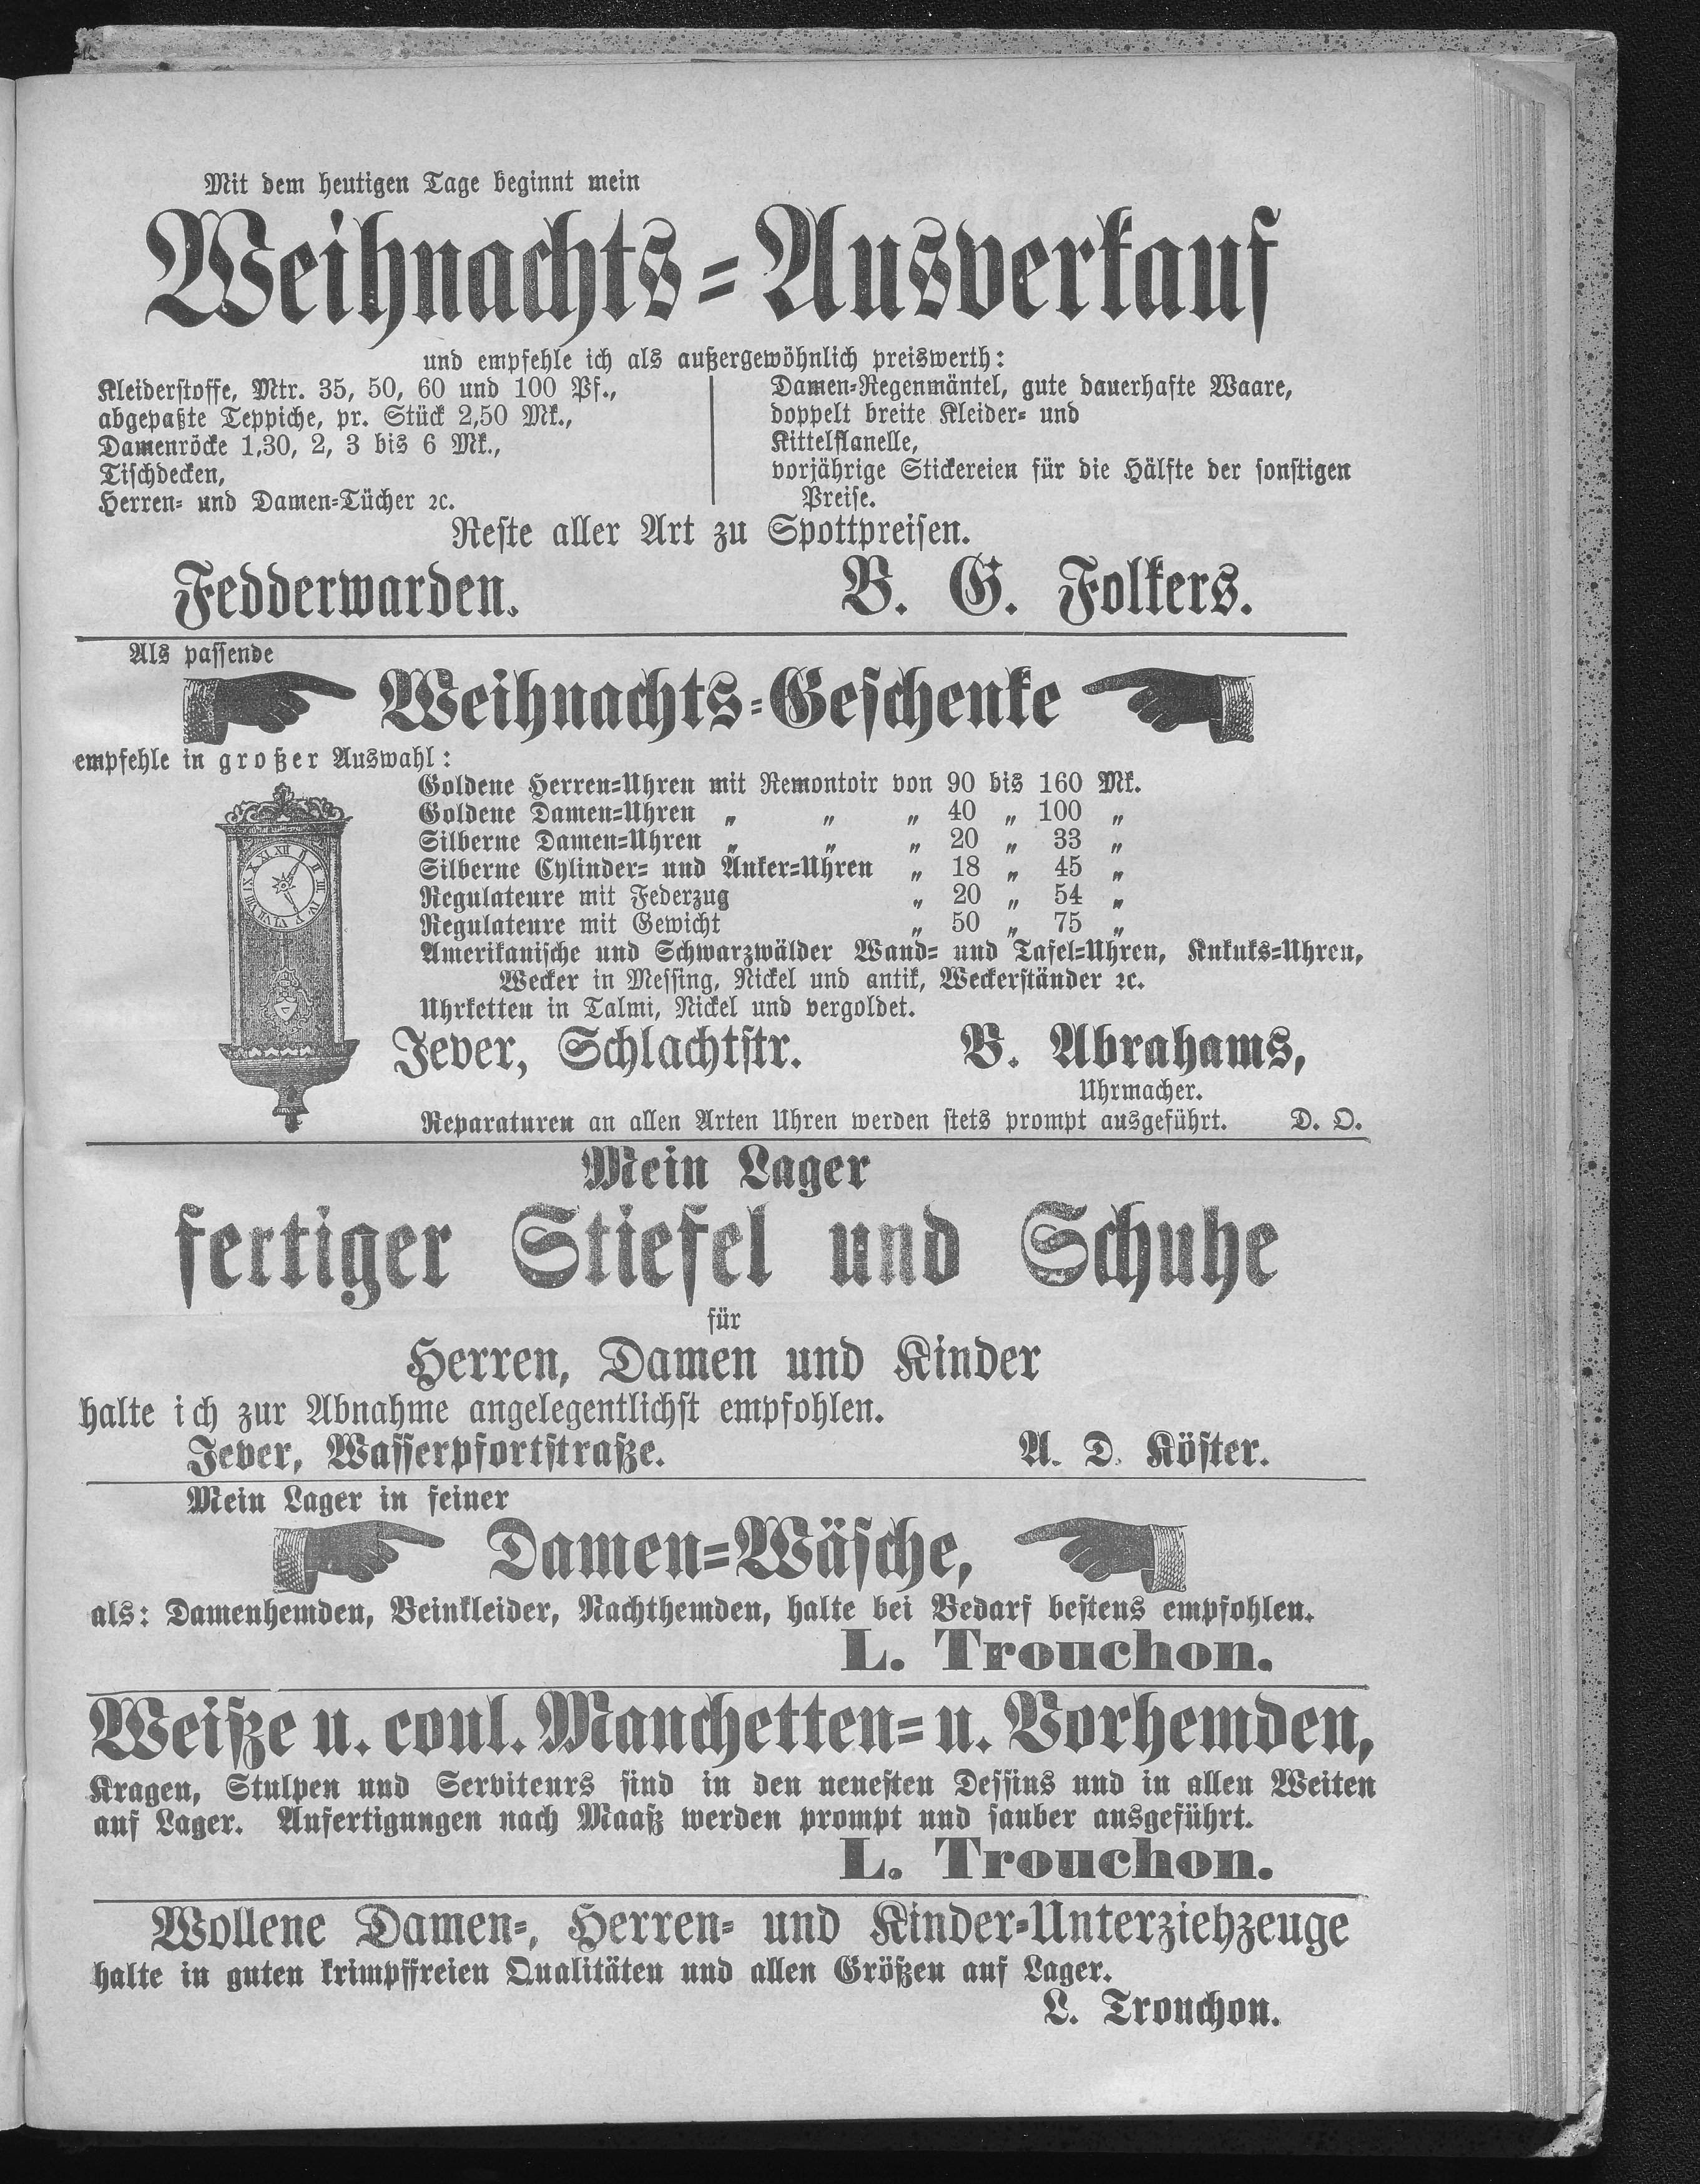 Mit dem heutigen Tage beginnt mein
Weihnachts-Ausverkauf
und empfehle ich als außergewöhnlich preiswerth:
Kleiderstoffe, Mtr. 35, 50, 60 und 100 Pf.,
abgepaßte Teppiche, pr. Stück 2,50 Mk.,
Damenröcke 1,30, 2, 3 bis 6 Mk.,
Tischdecken,
Herren- und Damen-Tücher ꝛc.
Damen-Regenmäntel, gute dauerhafte Waare,
doppelt breite Kleider- und
Kittelflanelle,
vorjährige Stickereien für die Hälfte der sonstigen
Preise.
Reste aller Art zu Spottpreisen.
Fedderwarden. B. G. Folkers.
Als passende
Weihnachts-Geschenke
empfehle in großer Auswahl:
Goldene Herren-Uhren mit Remontoir von 90 bis 160 Mk.
Goldene Damen-Uhren „ „ „ 40 „ 100 „
Silberne Damen-Uhren „ „ „ 20 „ 33 „
Silberne Cylinder- und Anker-Uhren „ 18 „ 45 „
Regulateure mit Federzug „ 20 „ 54 „
Regulateure mit Gewicht „ 50 „ 75 „
Amerikanische und Schwarzwälder Wand- und Tafel-Uhren, Kukuks-Uhren,
Wecker in Messing, Nickel und antik, Weckerständer ꝛc.
Uhrketten in Talmi, Nickel und vergoldet.
Jever, Schlachtstr. B. Abrahams,
Uhrmacher.
Reparaturen an allen Arten Uhren werden stets prompt ausgeführt. D. O.
Mein Lager
fertiger Stiefel und Schuhe
für
Herren, Damen und Kinder
halte ich zur Abnahme angelegentlichst empfohlen.
Jever, Wasserpfortstraße. A. D. Köster.
Mein Lager in feiner
Damen-Wäsche,
als: Damenhemden, Beinkleider, Nachthemden, halte bei Bedarf bestens empfohlen.
L. Trouchon.
Weiße u. coul. Manchetten- u. Vorhemden,
Kragen, Stulpen und Serviteurs sind in den neuesten Dessins und in allen Weiten
auf Lager. Anfertigungen nach Maaß werden prompt und sauber ausgeführt.
L. Trouchon.
Wollene Damen-, Herren- und Kinder-Unterziehzeuge
halte in guten krimpffreien Qualitäten und allen Größen auf Lager.
L. Trouchon.